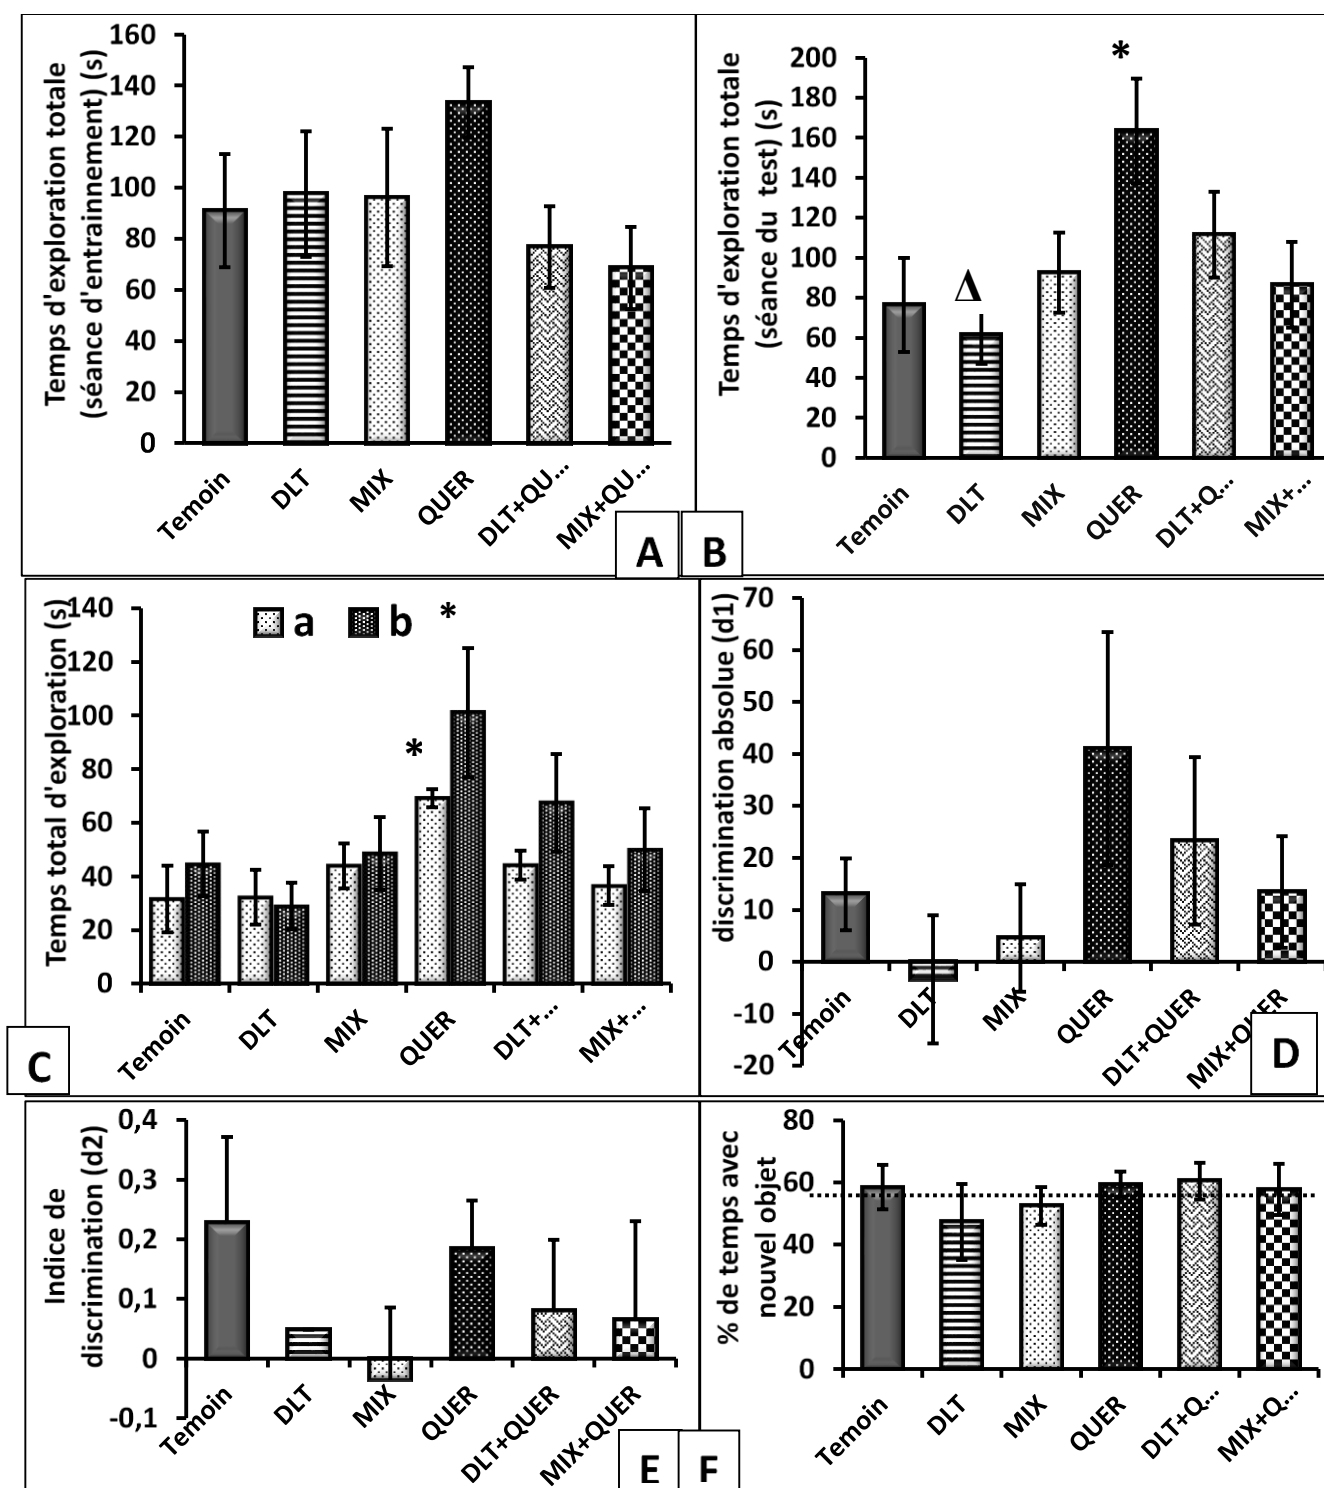 Temps d'exploration totale
(séance d'entrainnement) (s)
160
140
120
100
80
60
40
20
0
Temoin
DLT
MIX
QUER
DLT+QU...
MIX+QU...
A
Temps d'exploration totale
(séance du test) (s)
200
180
160
140
120
100
80
60
40
20
0
*
Δ
Temoin
DLT
MIX
QUER
DLT+Q...
MIX+...
B
Temps total d'exploration (s)
140
120
100
80
60
40
20
0
a
b
*
*
Temoin
DLT
MIX
QUER
DLT+...
MIX+...
C
discrimination absolue (d1)
70
60
50
40
30
20
10
0
-10
-20
Temoin
DLT
MIX
QUER
DLT+QUER
MIX+QUER
D
Indice de
discrimination (d2)
0,4
0,3
0,2
0,1
0
-0,1
Temoin
DLT
MIX
QUER
DLT+QUER
MIX+QUER
E
% de temps avec
nouvel objet
80
60
40
20
0
Temoin
DLT
MIX
QUER
DLT+Q...
MIX+Q...
F